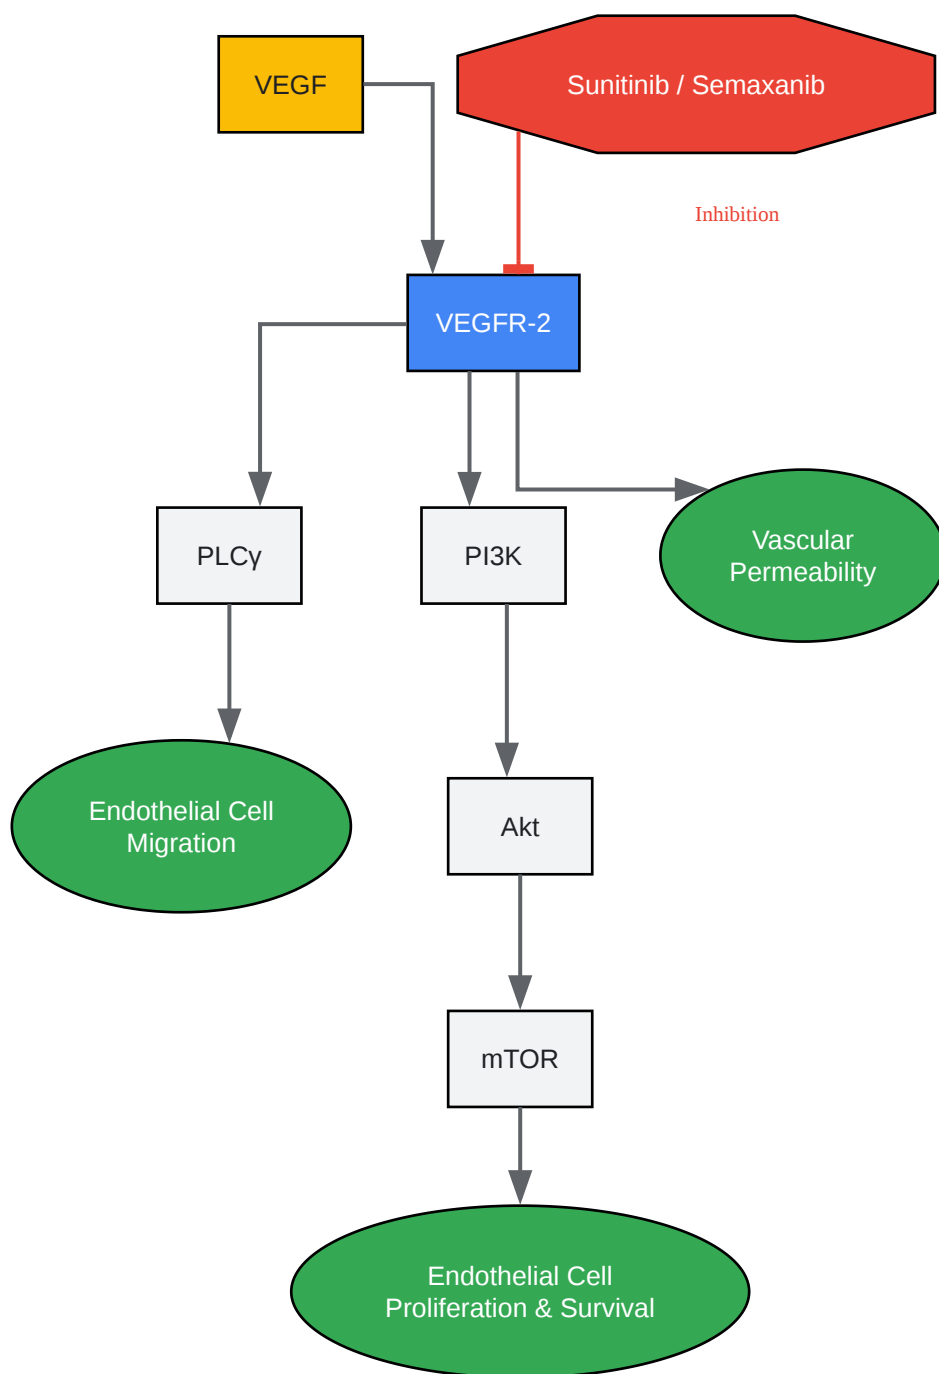 VEGF
Sunitinib / Semaxanib
Inhibition
VEGFR-2
PLCγ
PI3K
Vascular
Permeability
Endothelial Cell
Migration
Akt
mTOR
Endothelial Cell
Proliferation & Survival